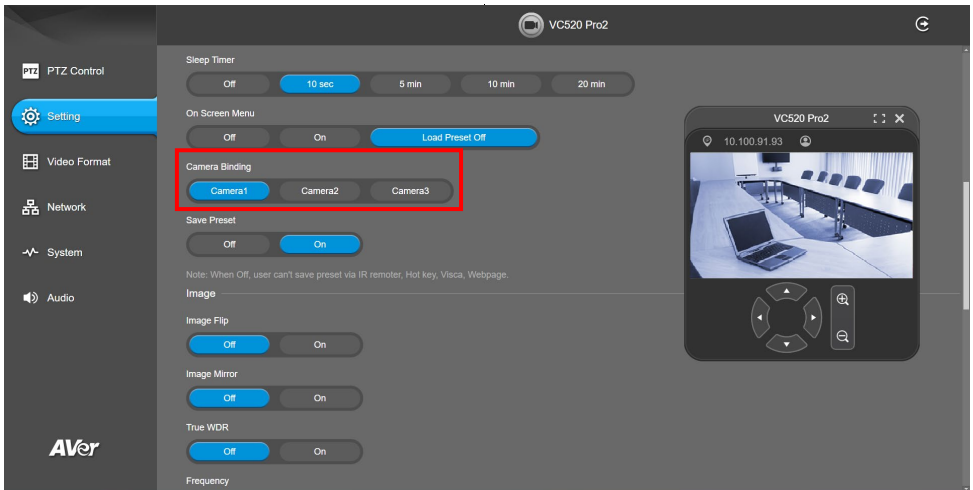 VC520 Pro2
PTZ PTZ Control
Setting
Video Format
Network
System
Audio
AVer
Sleep Timer
Off 10 sec 5 min 10 min 20 min
On Screen Menu
Off On Load Preset Off
Camera Binding
Camera1 Camera2 Camera3
Save Preset
Off On
Note: When Off, user can't save preset via IR remoter, Hot key, Visca, Webpage.
Image
Image Flip
Off On
Image Mirror
Off On
True WDR
Off On
Frequency
VC520 Pro2
10.100.91.93